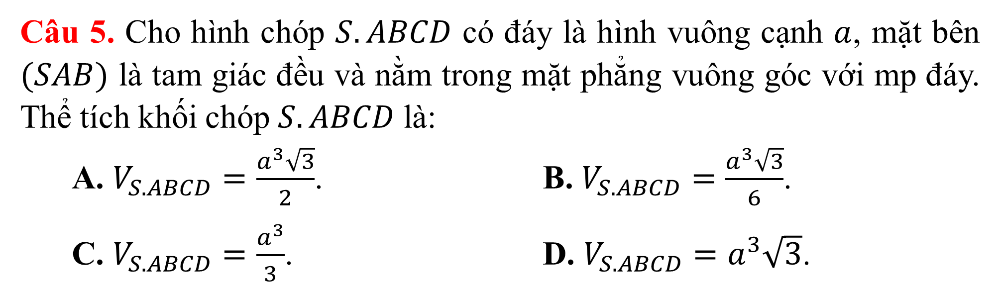 Câu 5. Cho hình chóp S.ABCD có đáy là hình vuông cạnh a, mặt bên
(SAB) là tam giác đều và nằm trong mặt phẳng vuông góc với mp đáy.
Thể tích khối chóp S.ABCD là:
A. V_{S.ABCD} = \frac{a^3\sqrt{3}}{2}. B. V_{S.ABCD} = \frac{a^3\sqrt{3}}{6}.
C. V_{S.ABCD} = \frac{a^3}{3}. D. V_{S.ABCD} = a^3\sqrt{3}.